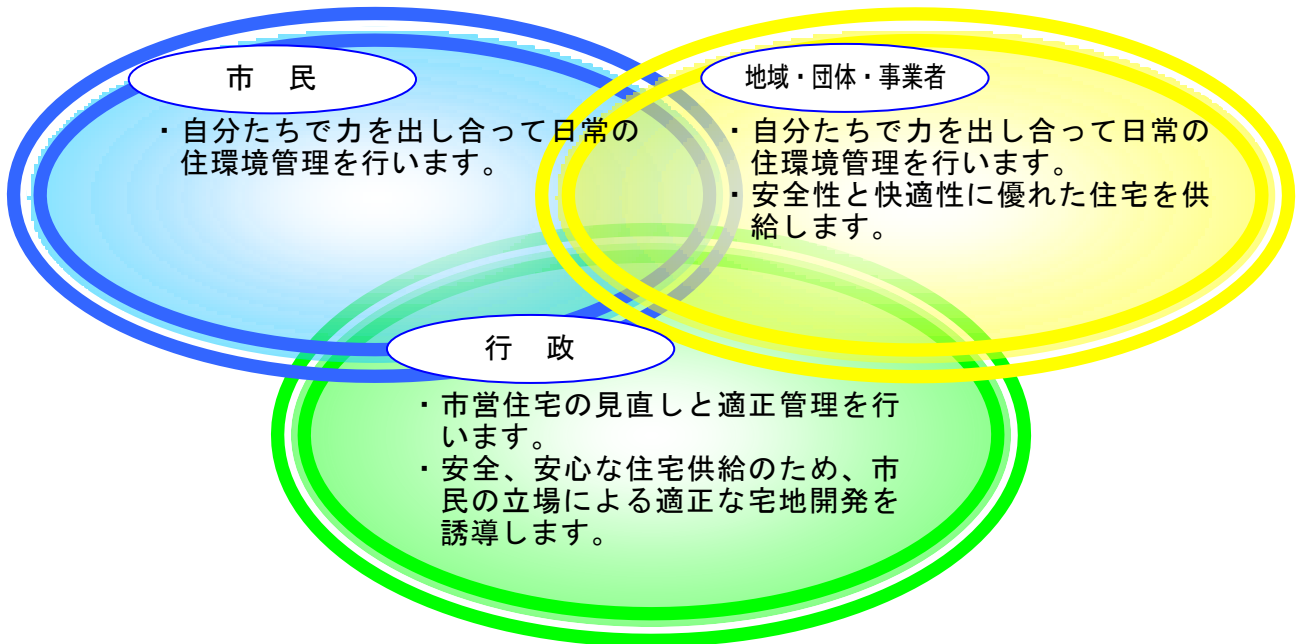 市　民
・自分たちで力を出し合って日常の
住環境管理を行います。
地域・団体・事業者
・自分たちで力を出し合って日常の
住環境管理を行います。
・安全性と快適性に優れた住宅を供
給します。
行　政
・市営住宅の見直しと適正管理を行
います。
・安全、安心な住宅供給のため、市
民の立場による適正な宅地開発を
誘導します。